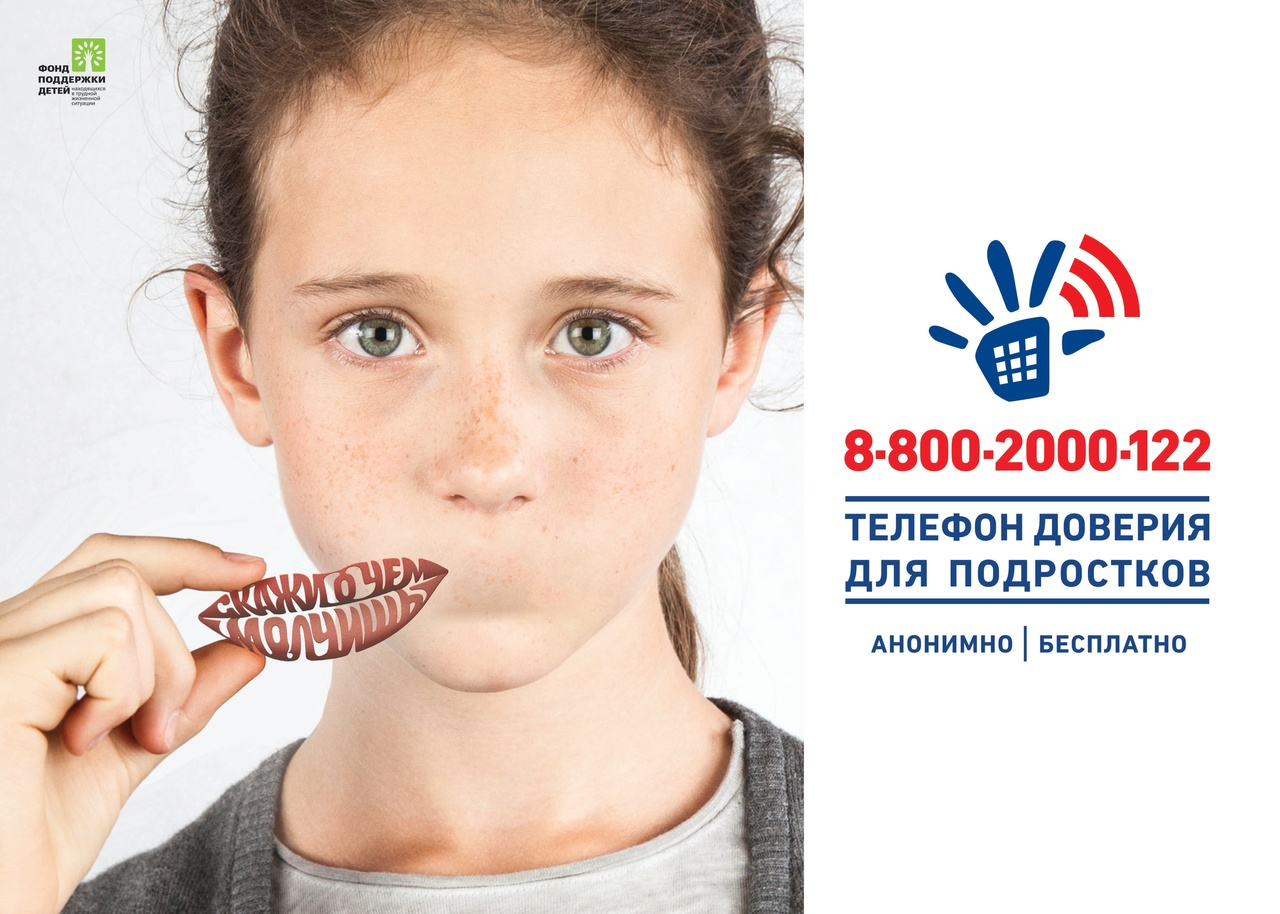 ФОНД
ПОДДЕРЖКИ
ДЕТЕЙ
находящихся
в трудной
жизненной
ситуации
СКАЖИ О ЧЕМ
МОЛЧИШЬ
8-800-2000-122
ТЕЛЕФОН ДОВЕРИЯ
ДЛЯ ПОДРОСТКОВ
АНОНИМНО | БЕСПЛАТНО